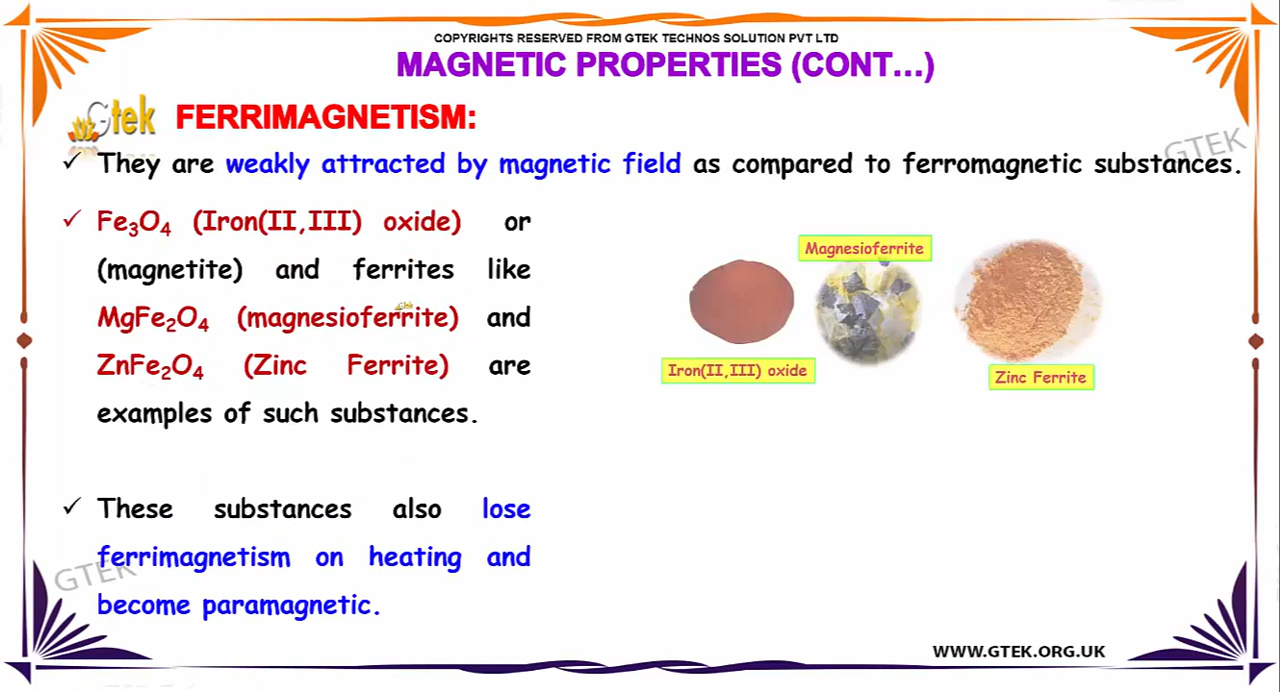 COPYRIGHTS RESERVED FROM GTEK TECHNOS SOLUTION PVT LTD
MAGNETIC PROPERTIES (CONT...)
Gtek
FERRIMAGNETISM:
GTEK
✓ They are weakly attracted by magnetic field as compared to ferromagnetic substances.
✓ Fe₃O₄ (Iron(II,III) oxide) or
(magnetite) and ferrites like
MgFe₂O₄ (magnesioferrite) and
ZnFe₂O₄ (Zinc Ferrite) are
examples of such substances.
Magnesioferrite
Iron(II,III) oxide
Zinc Ferrite
✓ These substances also lose
ferrimagnetism on heating and
become paramagnetic.
GTEK
WWW.GTEK.ORG.UK